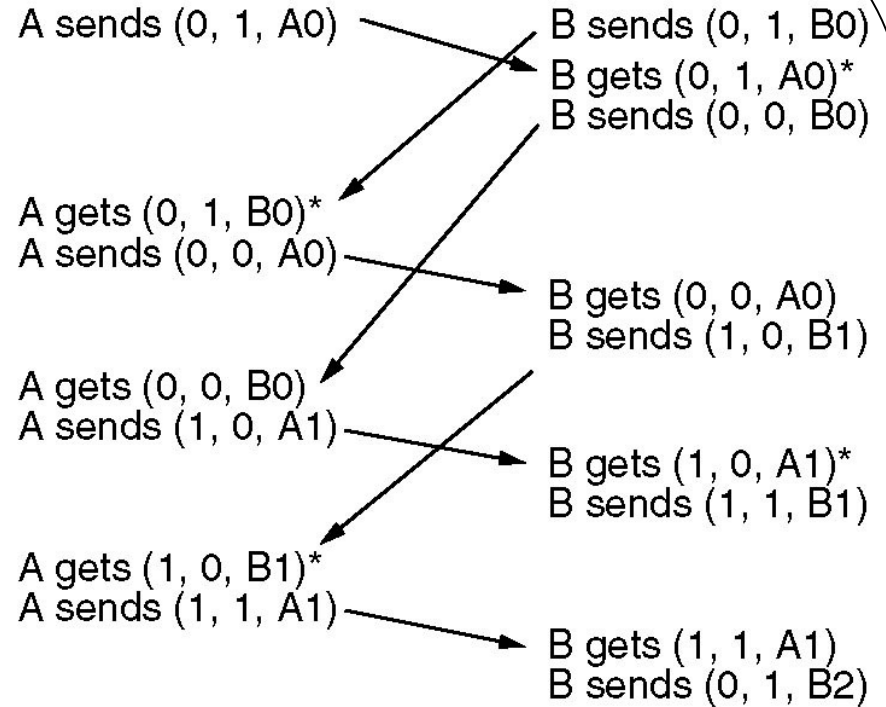 A sends (0, 1, A0)
B sends (0, 1, B0)
B gets (0, 1, A0)*
B sends (0, 0, B0)
A gets (0, 1, B0)*
A sends (0, 0, A0)
B gets (0, 0, A0)
B sends (1, 0, B1)
A gets (0, 0, B0)
A sends (1, 0, A1)
B gets (1, 0, A1)*
B sends (1, 1, B1)
A gets (1, 0, B1)*
A sends (1, 1, A1)
B gets (1, 1, A1)
B sends (0, 1, B2)